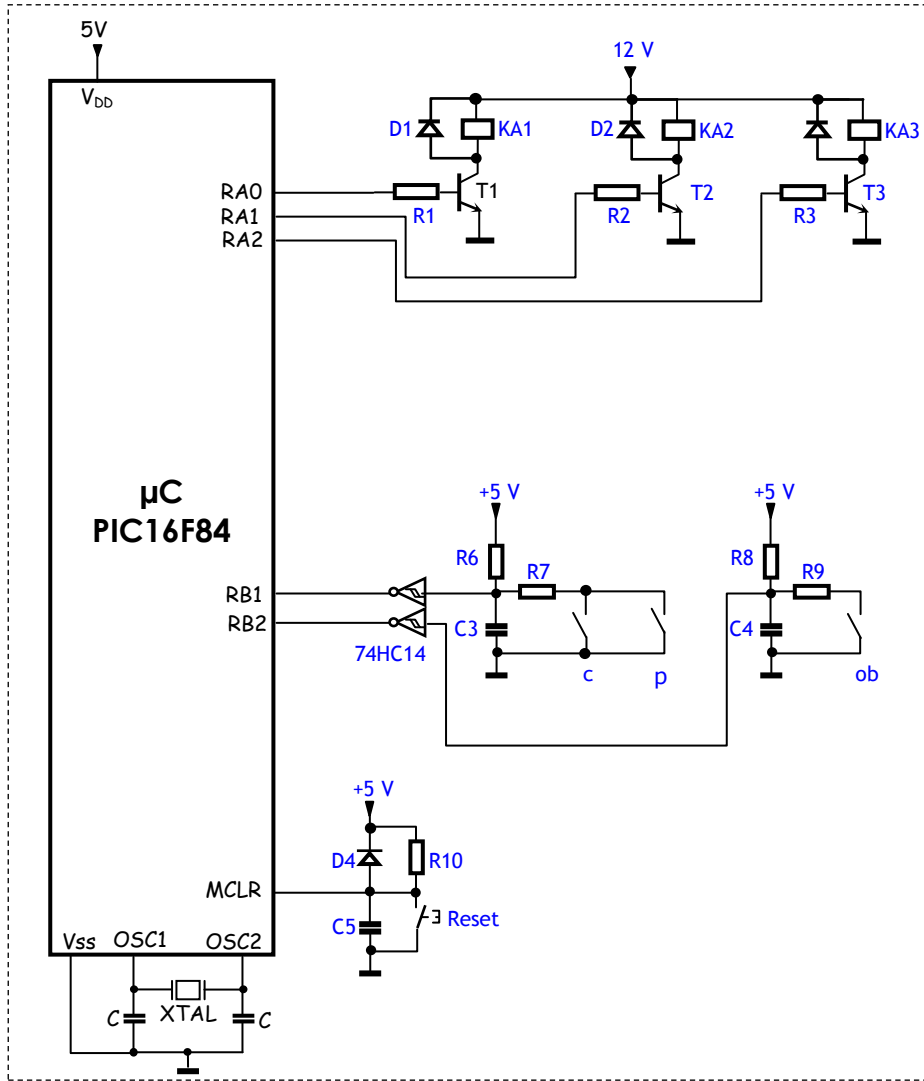 5V
12 V
VDD
D1
KA1
D2
KA2
KA3
RA0
T1
T2
T3
RA1
R1
R2
R3
RA2
µC
PIC16F84
+5 V
+5 V
R6
R7
R8
R9
RB1
RB2
C3
C4
74HC14
c
p
ob
+5 V
D4
R10
MCLR
C5
Reset
Vss
OSC1
OSC2
C
XTAL
C